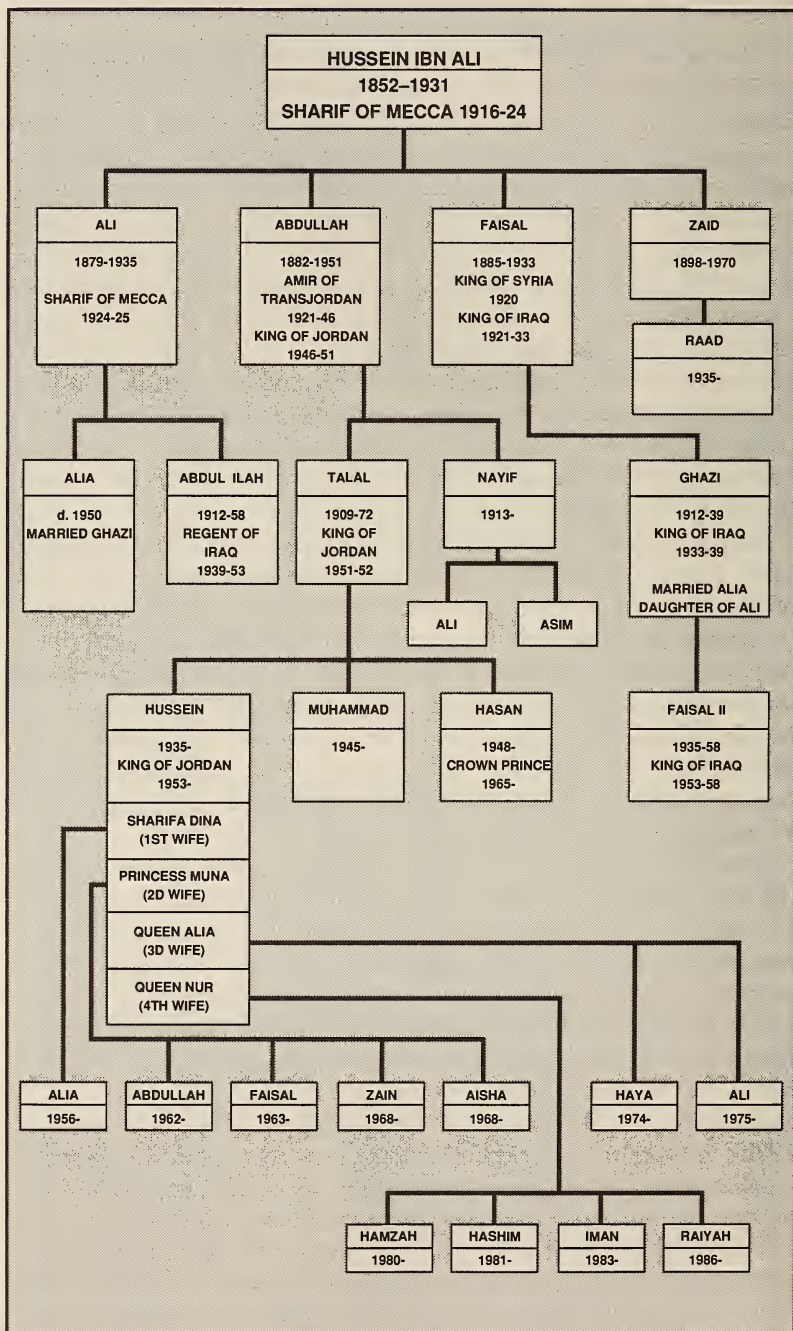 HUSSEIN IBN ALI
1852–1931
SHARIF OF MECCA 1916-24
ALI
1879-1935
SHARIF OF MECCA
1924-25
ABDULLAH
1882-1951
AMIR OF
TRANSJORDAN
1921-46
KING OF JORDAN
1946-51
FAISAL
1885-1933
KING OF SYRIA
1920
KING OF IRAQ
1921-33
ZAID
1898-1970
RAAD
1935-
ALIA
d. 1950
MARRIED GHAZI
ABDUL ILAH
1912-58
REGENT OF
IRAQ
1939-53
TALAL
1909-72
KING OF
JORDAN
1951-52
NAYIF
1913-
GHAZI
1912-39
KING OF IRAQ
1933-39
MARRIED ALIA
DAUGHTER OF ALI
ALI
ASIM
HUSSEIN
1935-
KING OF JORDAN
1953-
SHARIFA DINA
(1ST WIFE)
PRINCESS MUNA
(2D WIFE)
QUEEN ALIA
(3D WIFE)
QUEEN NUR
(4TH WIFE)
MUHAMMAD
1945-
HASAN
1948-
CROWN PRINCE
1965-
FAISAL II
1935-58
KING OF IRAQ
1953-58
ALIA
1956-
ABDULLAH
1962-
FAISAL
1963-
ZAIN
1968-
AISHA
1968-
HAYA
1974-
ALI
1975-
HAMZAH
1980-
HASHIM
1981-
IMAN
1983-
RAIYAH
1986-